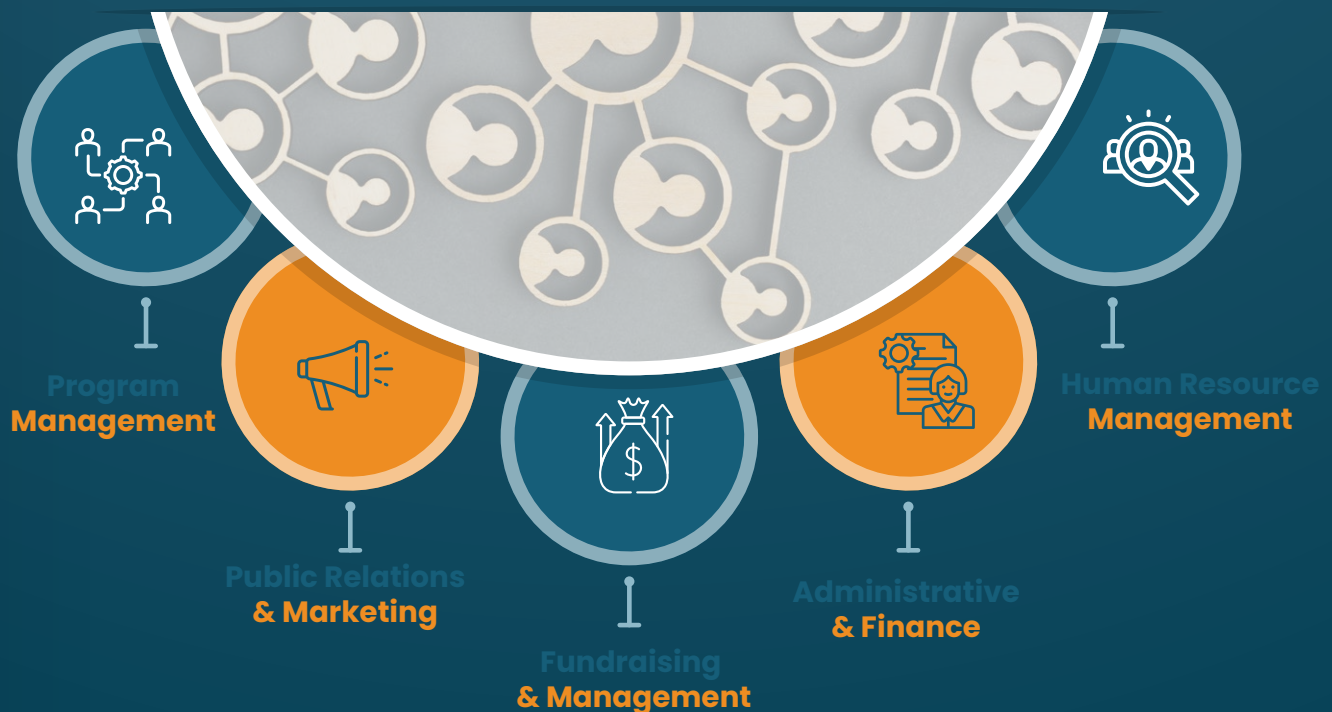 Program
Management
Public Relations
& Marketing
$
Fundraising
& Management
Administrative
& Finance
Human Resource
Management